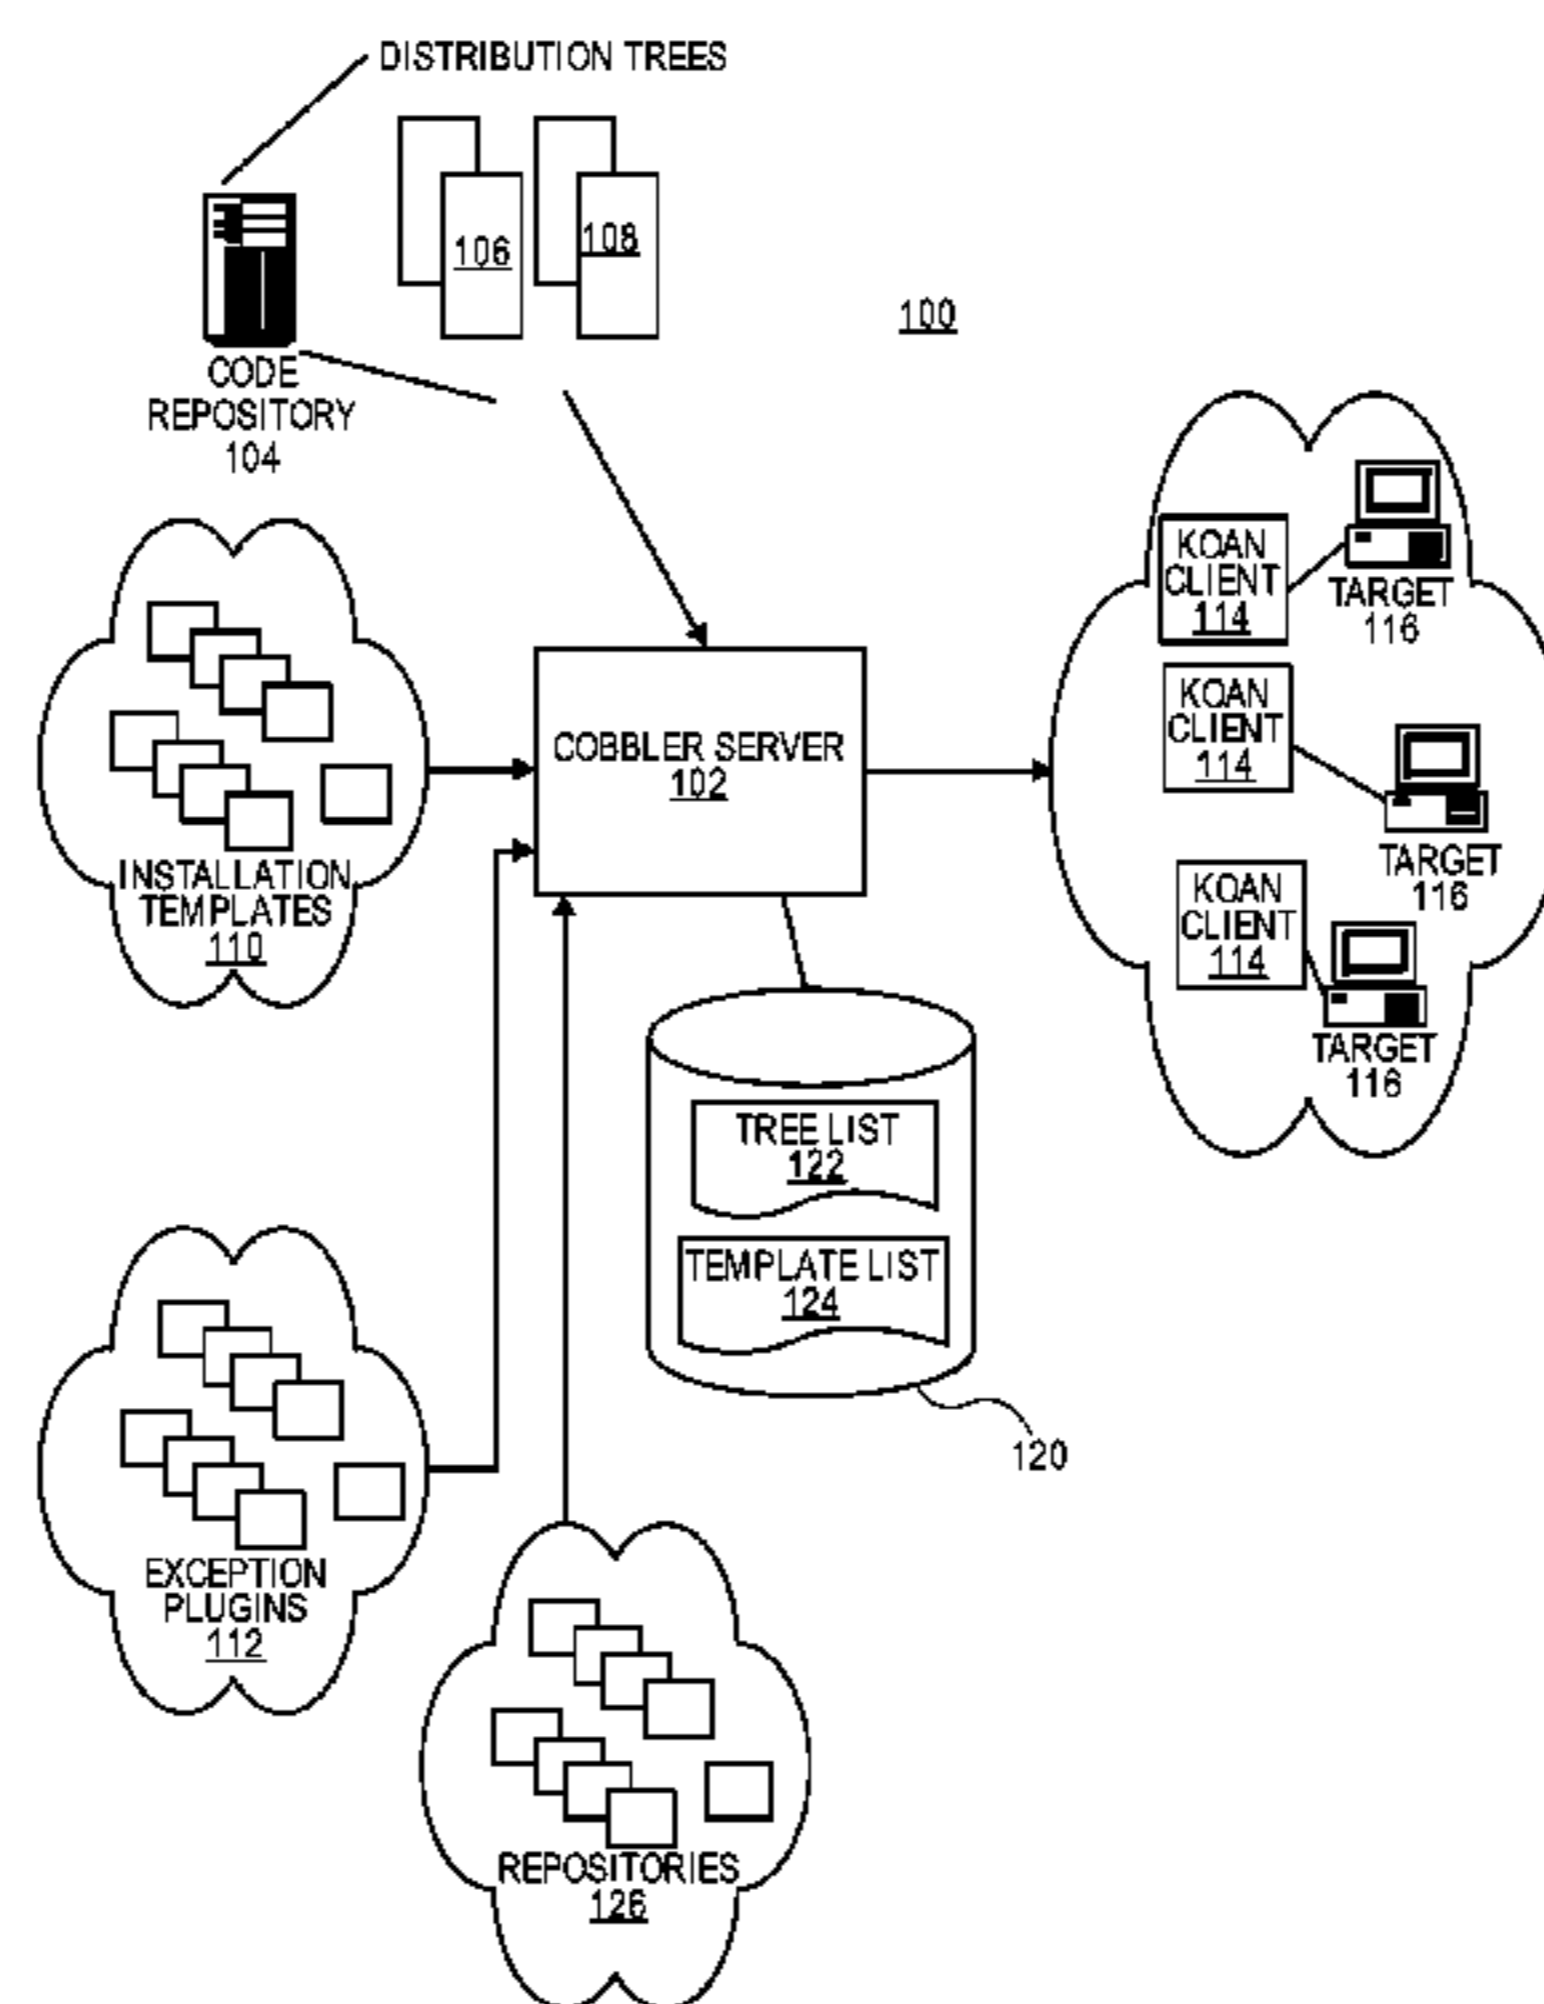 DISTRIBUTION TREES
106
108
100
CODE
REPOSITORY
104
KOAN
CLIENT
114
TARGET
116
KOAN
CLIENT
114
TARGET
116
KOAN
CLIENT
114
TARGET
116
COBBLER SERVER
102
INSTALLATION
TEMPLATES
110
TREE LIST
122
TEMPLATE LIST
124
120
EXCEPTION
PLUGINS
112
REPOSITORIES
126